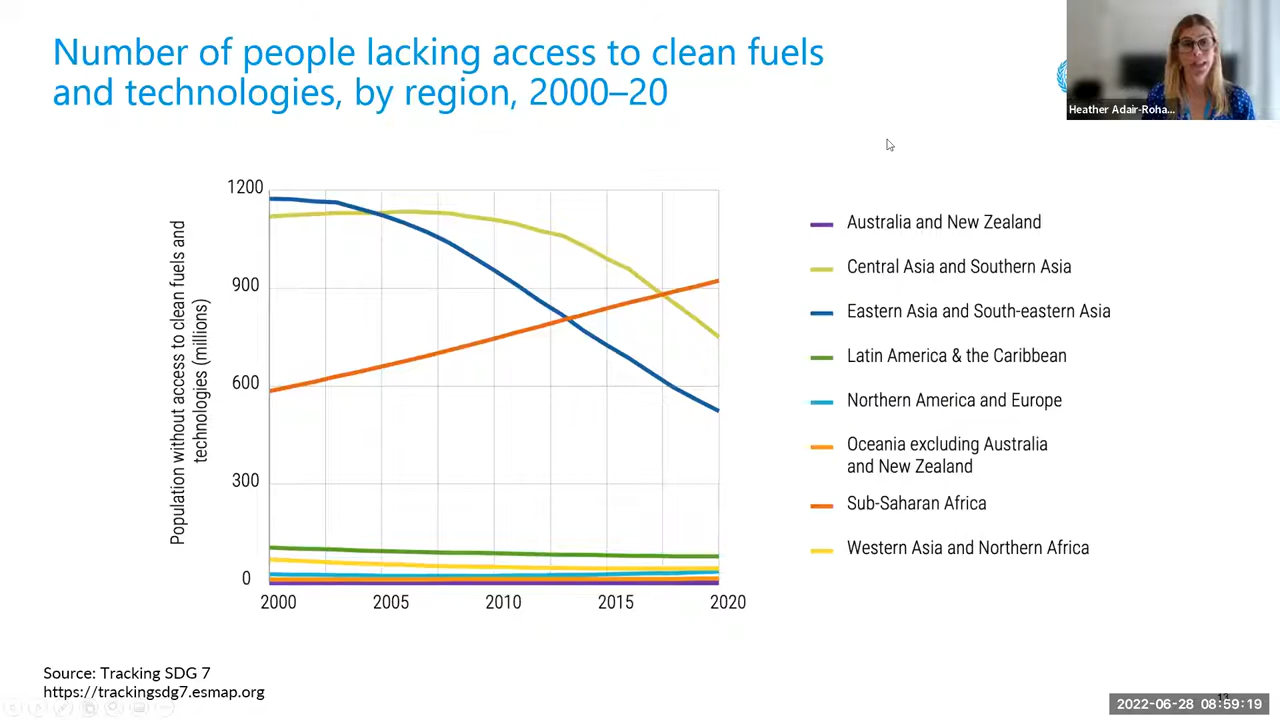 Number of people lacking access to clean fuels
and technologies, by region, 2000–20
Heather Adair-Roha...
Population without access to clean fuels and
technologies (millions)
1200
900
600
300
0
2000 2005 2010 2015 2020
Australia and New Zealand
Central Asia and Southern Asia
Eastern Asia and South-eastern Asia
Latin America & the Caribbean
Northern America and Europe
Oceania excluding Australia
and New Zealand
Sub-Saharan Africa
Western Asia and Northern Africa
Source: Tracking SDG 7
https://trackingsdg7.esmap.org
2022-06-28 08:59:19